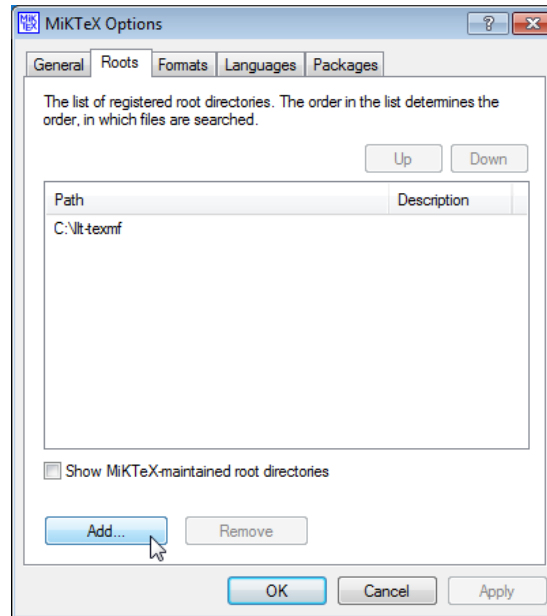 MiKTeX Options
General Roots Formats Languages Packages
The list of registered root directories. The order in the list determines the
order, in which files are searched.
Up Down
Path Description
C:\llt-texmf
Show MiKTeX-maintained root directories
Add... Remove
OK Cancel Apply